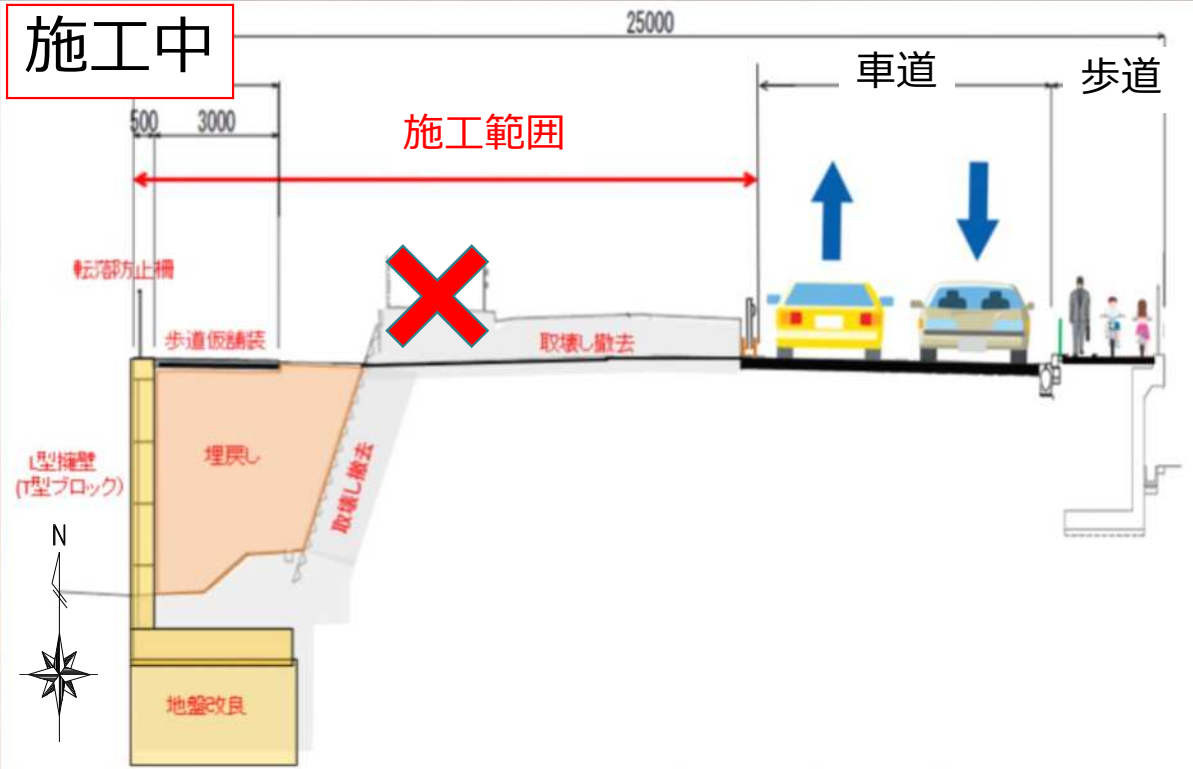 施工中
25000
車道
歩道
500
3000
施工範囲
転落防止柵
歩道仮舗装
取壊し撤去
埋戻し
取壊し撤去
L型擁壁
(T型ブロック)
N
地盤改良